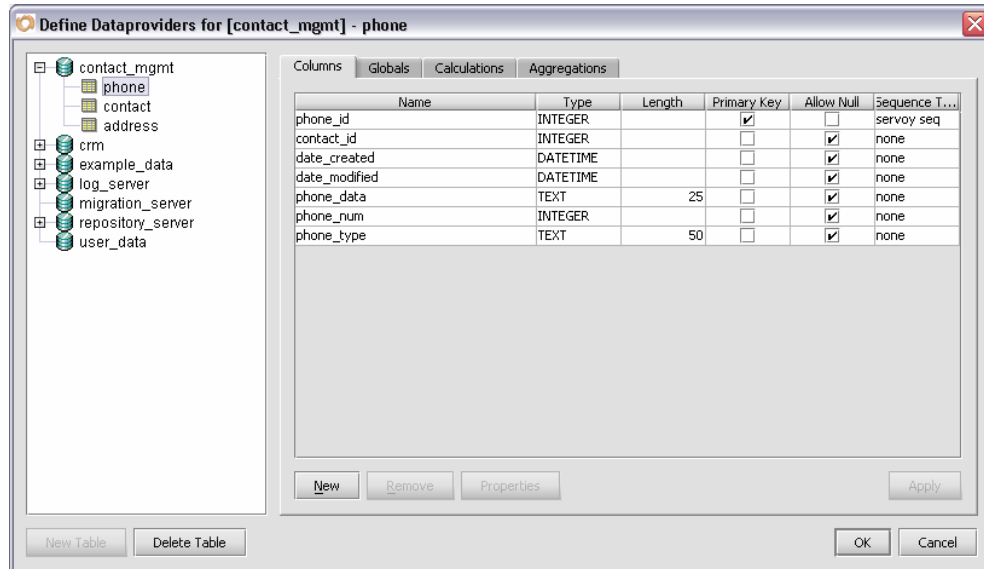 Define Dataproviders for [contact_mgmt] - phone
contact_mgmt
phone
contact
address
crm
example_data
log_server
migration_server
repository_server
user_data
Columns Globals Calculations Aggregations
Name Type Length Primary Key Allow Null Sequence T...
phone_id INTEGER servoy seq
contact_id INTEGER none
date_created DATETIME none
date_modified DATETIME none
phone_data TEXT 25 none
phone_num INTEGER none
phone_type TEXT 50 none
New Remove Properties Apply
New Table Delete Table OK Cancel